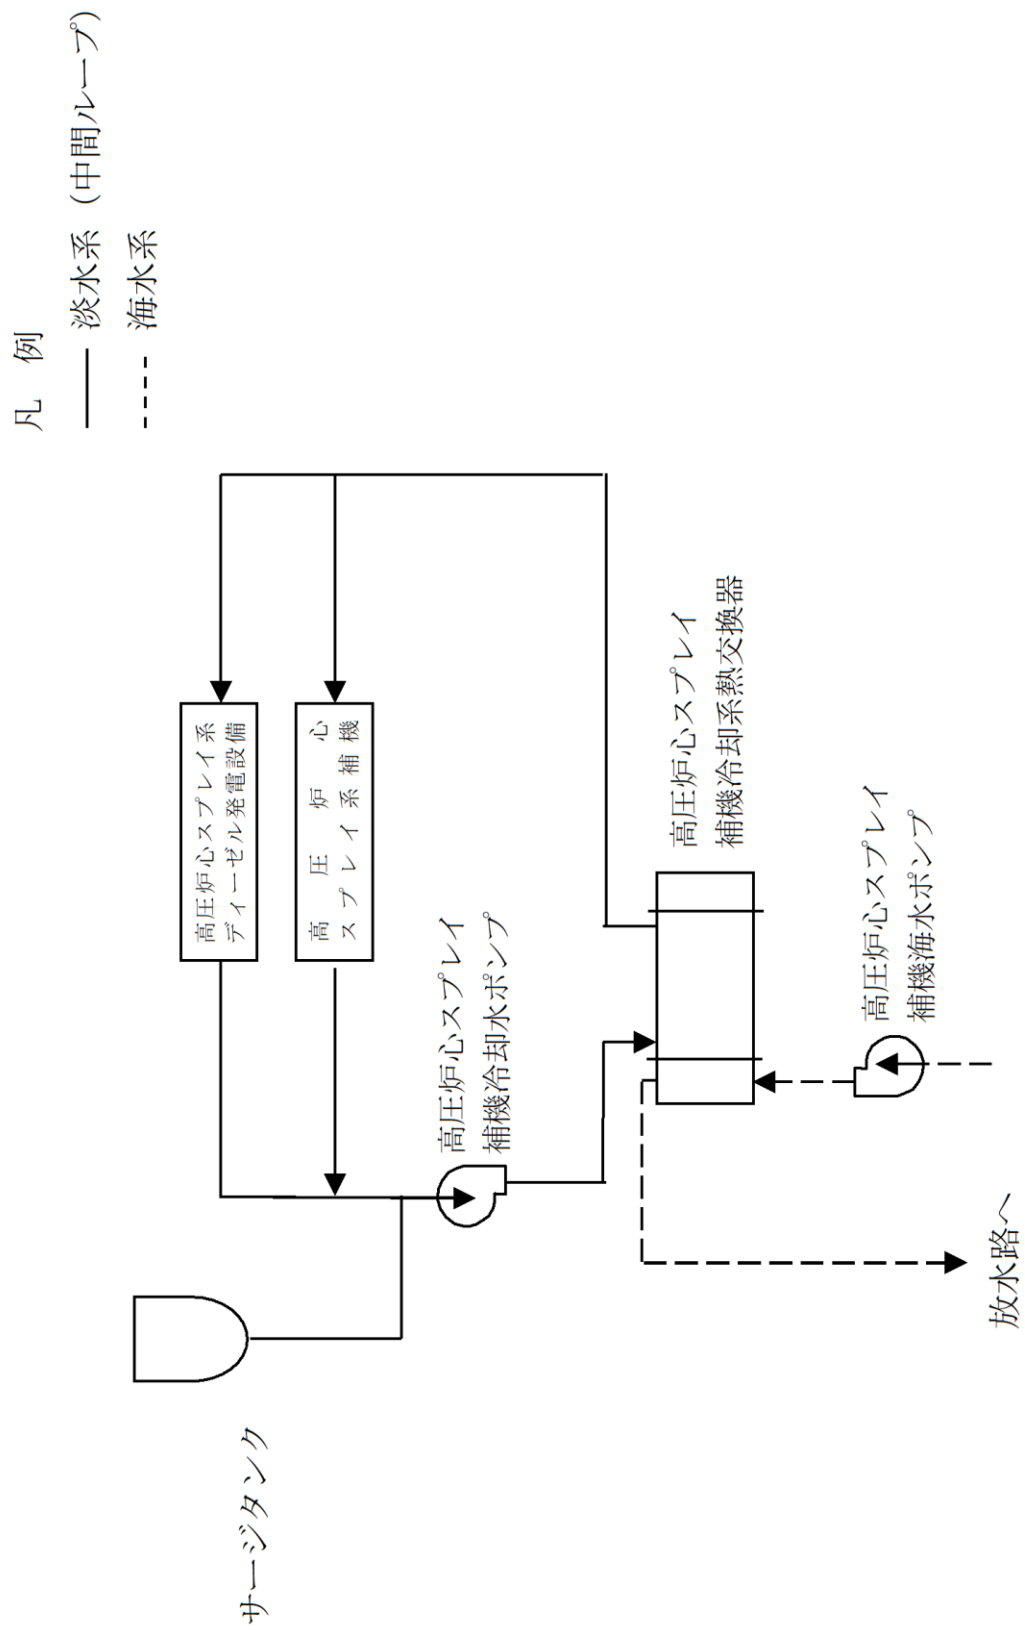 凡 例
淡水系（中間ループ）
海水系
高圧炉心スプレイ系
ディーゼル発電設備
高圧炉心
スプレイ系補機
サージタンク
高圧炉心スプレイ
補機冷却水ポンプ
高圧炉心スプレイ
補機冷却系熱交換器
高圧炉心スプレイ
補機海水ポンプ
放水路へ